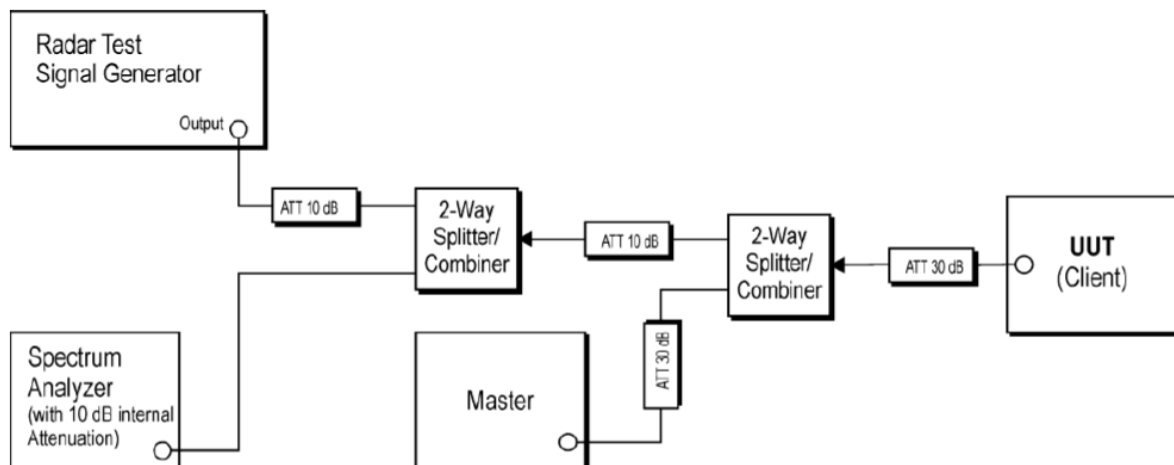 Radar Test
Signal Generator
Output
ATT 10 dB
2-Way
Splitter/
Combiner
ATT 10 dB
2-Way
Splitter/
Combiner
ATT 30 dB
UUT
(Client)
Spectrum
Analyzer
(with 10 dB internal
Attenuation)
Master
ATT 30 dB